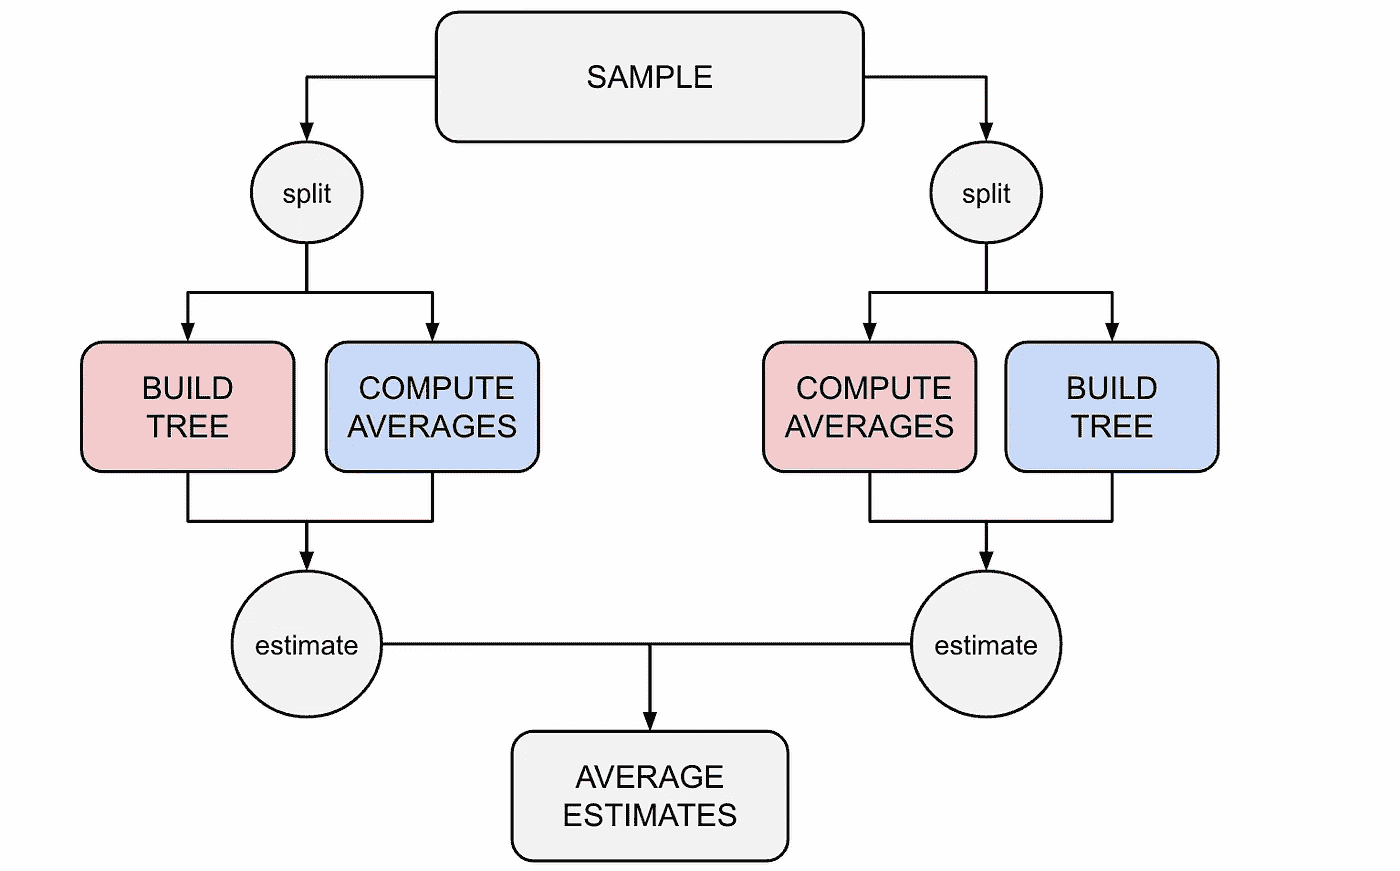 SAMPLE
split
split
BUILD
TREE
COMPUTE
AVERAGES
COMPUTE
AVERAGES
BUILD
TREE
estimate
estimate
AVERAGE
ESTIMATES